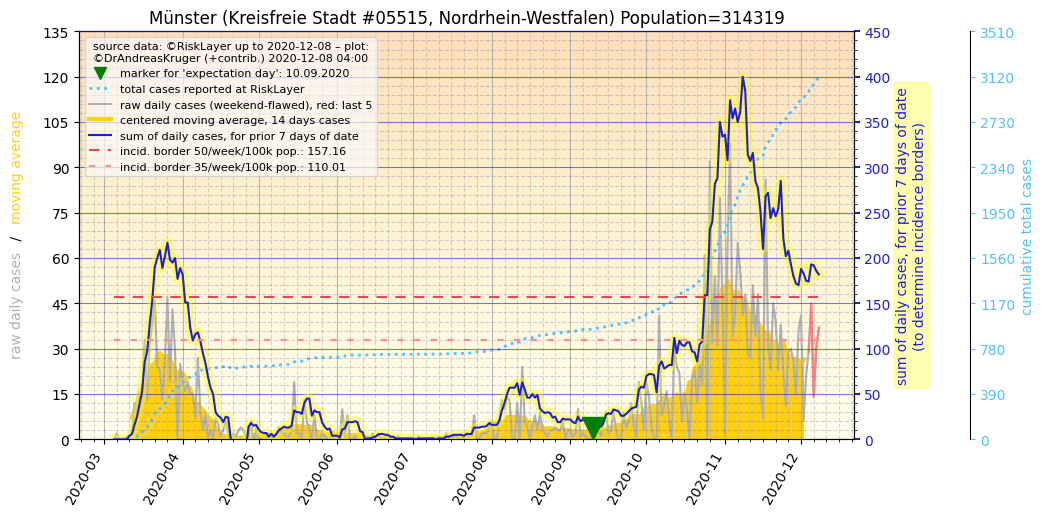 Münster (Kreisfreie Stadt #05515, Nordrhein-Westfalen) Population=314319
source data: ©RiskLayer up to 2020-12-08 – plot:
©DrAndreasKruger (+contrib.) 2020-12-08 04:00
marker for 'expectation day': 10.09.2020
total cases reported at RiskLayer
raw daily cases (weekend-flawed), red: last 5
centered moving average, 14 days cases
sum of daily cases, for prior 7 days of date
incid. border 50/week/100k pop.: 157.16
incid. border 35/week/100k pop.: 110.01
raw daily cases / moving average
135
120
105
90
75
60
45
30
15
0
450
400
350
300
250
200
150
100
50
0
sum of daily cases, for prior 7 days of date
(to determine incidence borders)
3510
3120
2730
2340
1950
1560
1170
780
390
0
cumulative total cases
2020-03
2020-04
2020-05
2020-06
2020-07
2020-08
2020-09
2020-10
2020-11
2020-12